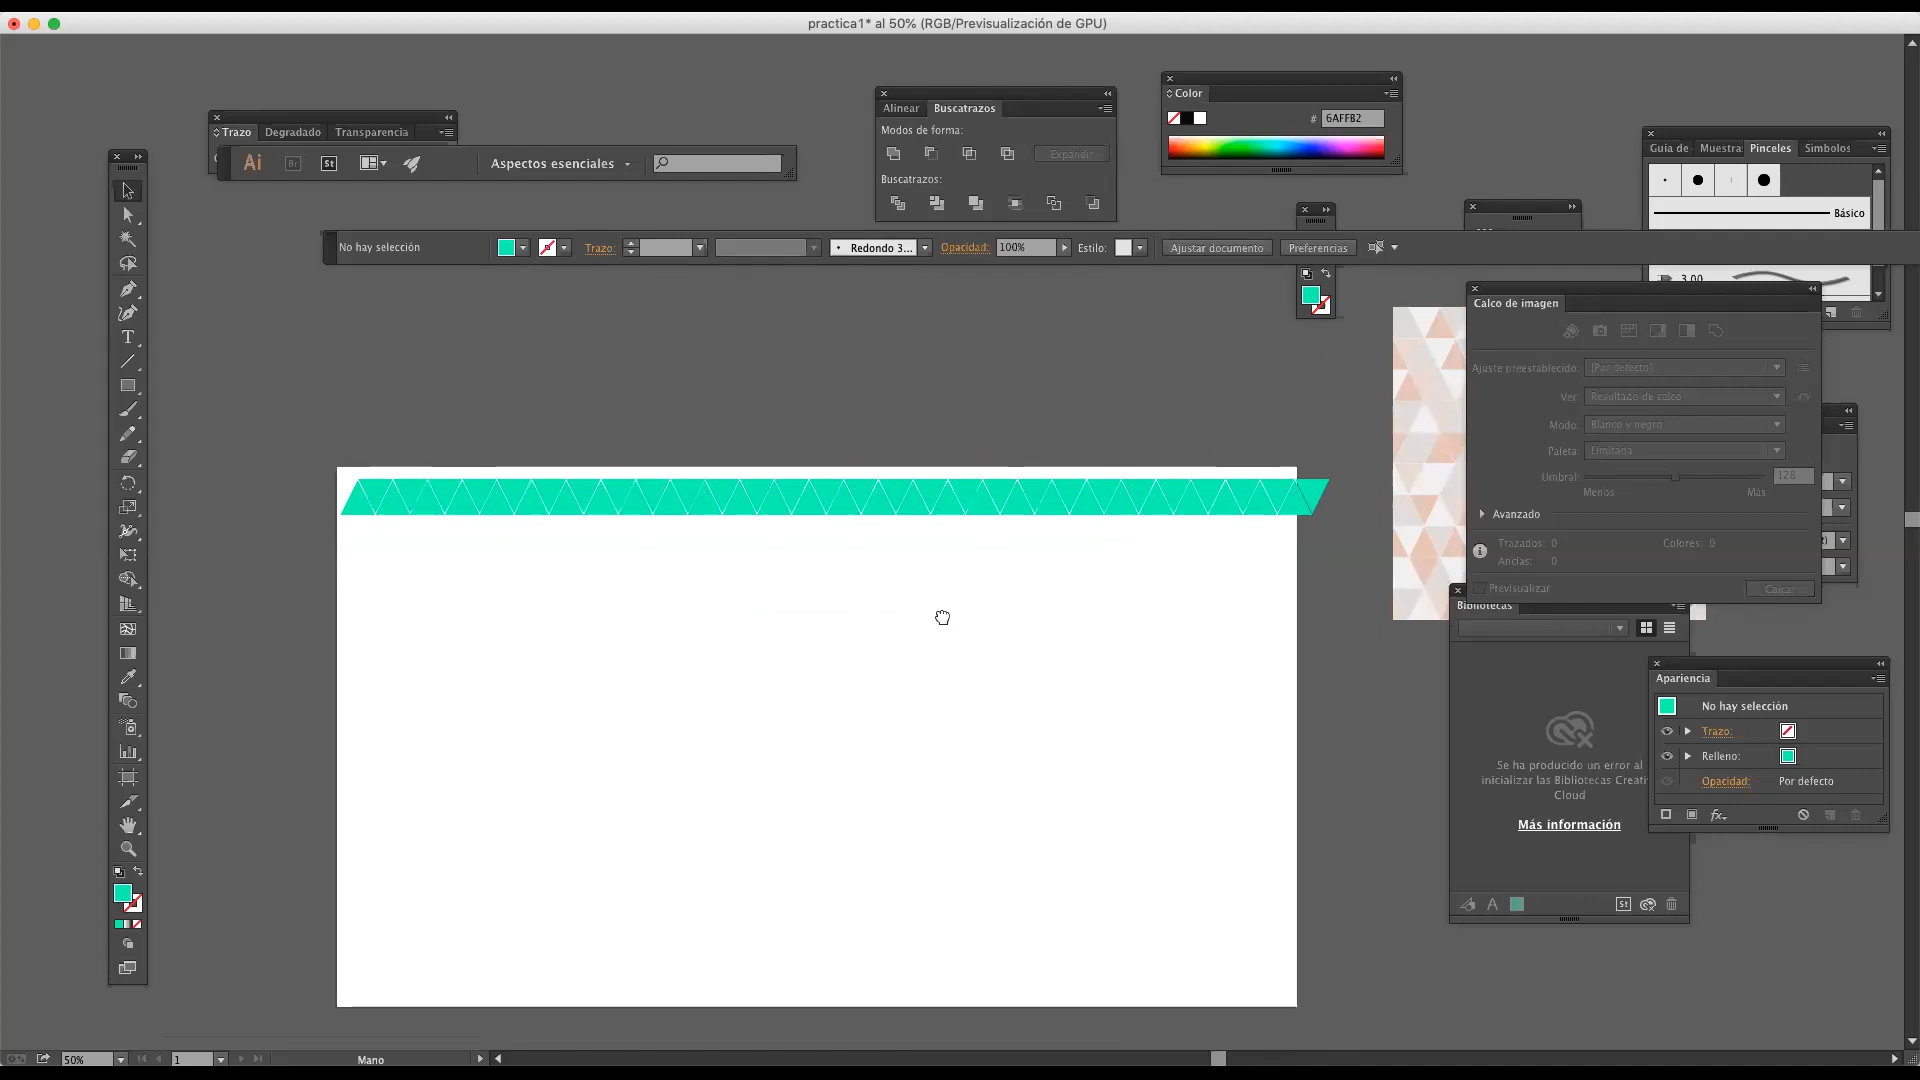 practica1* al 50% (RGB/Previsualización de GPU)
Trazo Degradado Transparencia
Ai Br St Aspectos esenciales
Alinear Buscatrazos
Modos de forma:
Expandir
Buscatrazos:
Color
# 6AFFB2
Guia de Muestra: Pinceles Símbolos
Básico
3.00
No hay selección Trazo: Redondo 3... Opacidad: 100% Estilo: Ajustar documento Preferencias
Calco de imagen
Ajuste preestablecido: [Por defecto]
Ver: Resultado de calco
Modo: Blanco y negro
Paleta: Limitada
Umbral: 128
Menos Más
Avanzado
Trazados: 0 Colores: 0
Anclas: 0
Previsualizar Calcar
Bibliotecas
Se ha producido un error al
inicializar las Bibliotecas Creati
Cloud
Más información
St
Apariencia
No hay selección
Trazo:
Relleno:
Opacidad: Por defecto
fx
T
50% 1 Mano